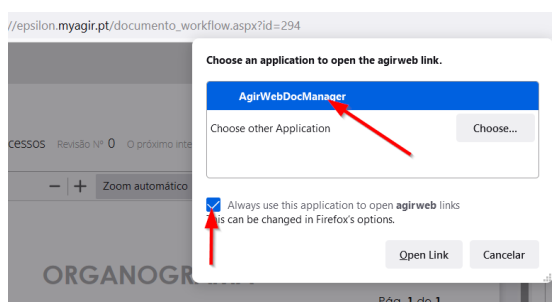 //epsilon.myagir.pt/documento_workflow.aspx?id=294
Choose an application to open the agirweb link.
AgirWebDocManager
Choose other Application
Choose...
cessos Revisão Nº 0 O próximo inte
Zoom automático
Always use this application to open agirweb links
This can be changed in Firefox's options.
Open Link
Cancelar
ORGANOGR
Pág. 1 do 1